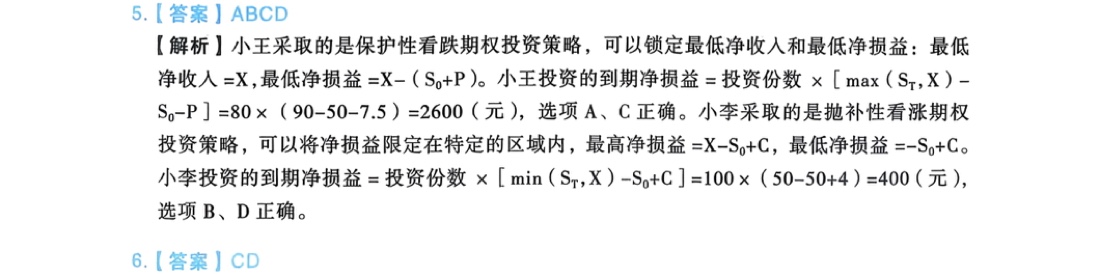 5.【答案】ABCD
【解析】小王采取的是保护性看跌期权投资策略，可以锁定最低净收入和最低净损益：最低
净收入=X,最低净损益=X-(S₀+P)。小王投资的到期净损益=投资份数×[max(S_T,X)-
S₀-P]=80×(90-50-7.5)=2600(元)，选项A、C正确。小李采取的是抛补性看涨期权
投资策略，可以将净损益限定在特定的区域内，最高净损益=X-S₀+C，最低净损益=-S₀+C。
小李投资的到期净损益=投资份数×[min(S_T,X)-S₀+C]=100×(50-50+4)=400(元)，
选项B、D正确。
6.【答案】CD